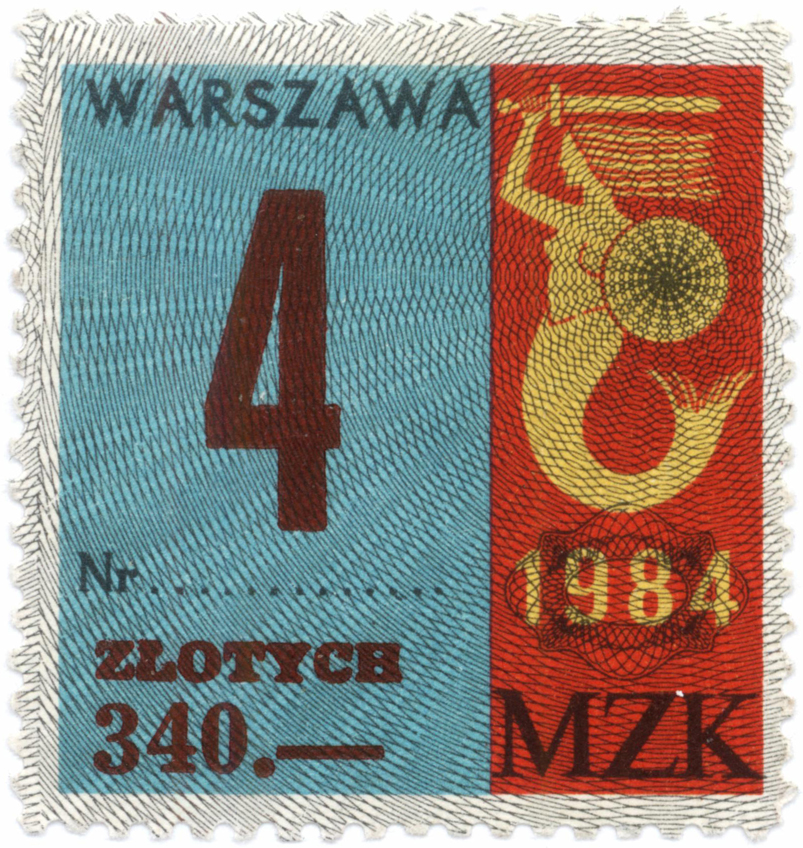 WARSZAWA
4
Nr..................
ZŁOTYCH
340.—
1984
MZK